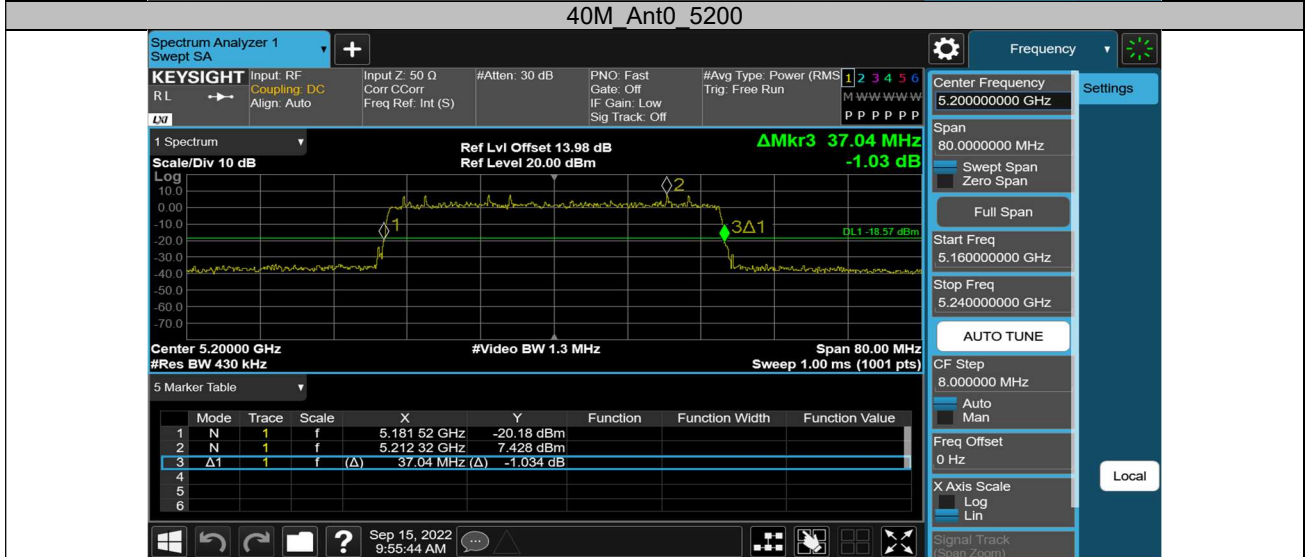 40M_Ant0_5200
Spectrum Analyzer 1
Swept SA
+
Frequency
KEYSIGHT
RL
LXI
Input: RF
Coupling: DC
Align: Auto
Input Z: 50 Ω
Corr CCorr
Freq Ref: Int (S)
#Atten: 30 dB
PNO: Fast
Gate: Off
IF Gain: Low
Sig Track: Off
#Avg Type: Power (RMS
Trig: Free Run
1 2 3 4 5 6
M W W W W W
P P P P P P
1 Spectrum
Scale/Div 10 dB
Ref Lvl Offset 13.98 dB
Ref Level 20.00 dBm
ΔMkr3 37.04 MHz
-1.03 dB
Log
10.0
0.00
-10.0
-20.0
-30.0
-40.0
-50.0
-60.0
-70.0
1
2
3Δ1
DL1 -18.57 dBm
Center 5.20000 GHz
#Video BW 1.3 MHz
Span 80.00 MHz
#Res BW 430 kHz
Sweep 1.00 ms (1001 pts)
5 Marker Table
Mode Trace Scale X Y Function Function Width Function Value
1 N 1 f 5.181 52 GHz -20.18 dBm
2 N 1 f 5.212 32 GHz 7.428 dBm
3 Δ1 1 f (Δ) 37.04 MHz (Δ) -1.034 dB
4
5
6
?
Sep 15, 2022
9:55:44 AM
Center Frequency
5.200000000 GHz
Settings
Span
80.0000000 MHz
Swept Span
Zero Span
Full Span
Start Freq
5.160000000 GHz
Stop Freq
5.240000000 GHz
AUTO TUNE
CF Step
8.000000 MHz
Auto
Man
Freq Offset
0 Hz
X Axis Scale
Log
Lin
Local
Signal Track
(Span Zoom)